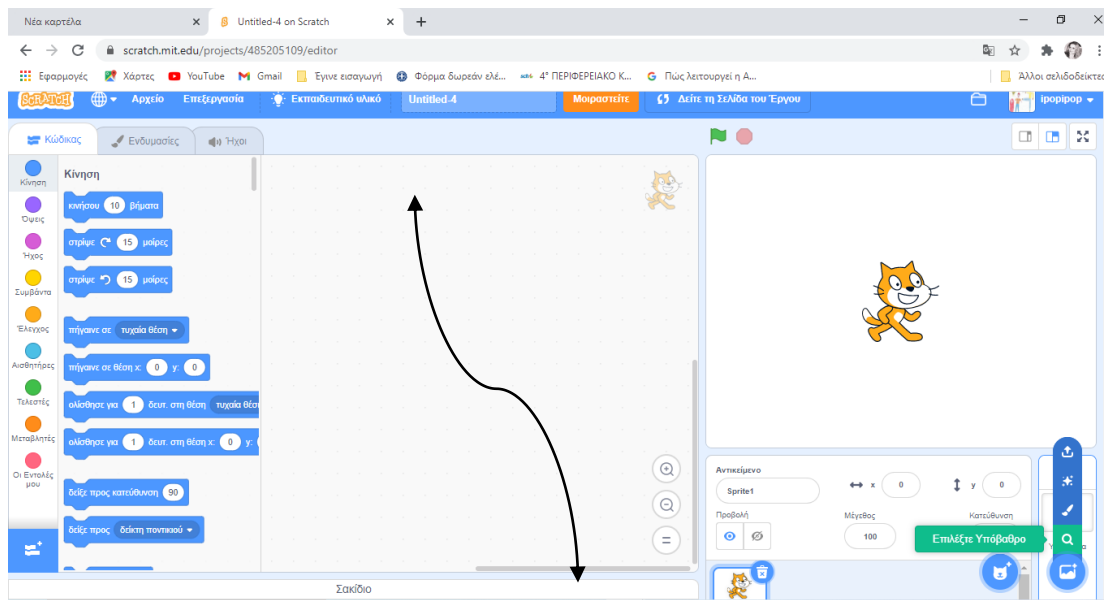 Νέα καρτέλα
Untitled-4 on Scratch
scratch.mit.edu/projects/485205109/editor
Εφαρμογές Χάρτες YouTube Gmail Έγινε εισαγωγή Φόρμα δωρεάν ελέ... 4° ΠΕΡΙΦΕΡΕΙΑΚΟ Κ... Πώς λειτουργεί η Α... Άλλοι σελιδοδείκτες
SCRATCH Αρχείο Επεξεργασία Εκπαιδευτικό υλικό Untitled-4 Μοιραστείτε Δείτε τη Σελίδα του Έργου ipopipop
Κώδικας Ενδυμασίες Ήχοι
Κίνηση
Όψεις
Ήχος
Συμβάντα
Έλεγχος
Αισθητήρες
Τελεστές
Μεταβλητές
Οι Εντολές
μου
Κίνηση
κινήσου 10 βήματα
στρίψε 15 μοίρες
στρίψε 15 μοίρες
πήγαινε σε τυχαία θέση
πήγαινε σε θέση x: 0 y: 0
ολίσθησε για 1 δευτ. στη θέση τυχαία θέση
ολίσθησε για 1 δευτ. στη θέση x: 0 y:
δείξε προς κατεύθυνση 90
δείξε προς δείκτη ποντικιού
Σακίδιο
Αντικείμενο
Sprite1
x 0
y 0
Προβολή
Μέγεθος
100
Κατεύθυνση
Επιλέξτε Υπόβαθρο